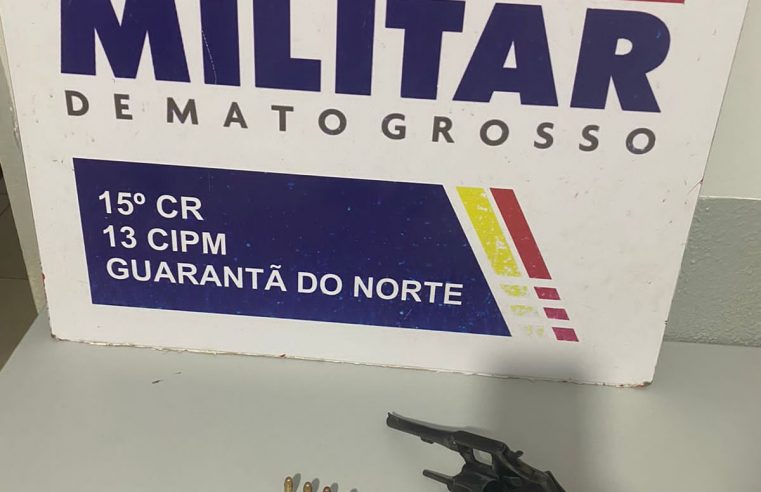 MILITAR
DE MATO GROSSO
15º CR
13 CIPM
GUARANTÃ DO NORTE